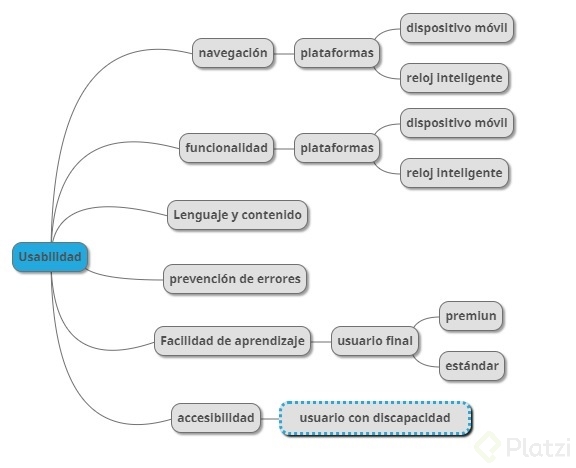 dispositivo móvil
navegación
plataformas
reloj inteligente
dispositivo móvil
funcionalidad
plataformas
reloj inteligente
Lenguaje y contenido
Usabilidad
prevención de errores
premiun
Facilidad de aprendizaje
usuario final
estándar
accesibilidad
usuario con discapacidad
Platzi